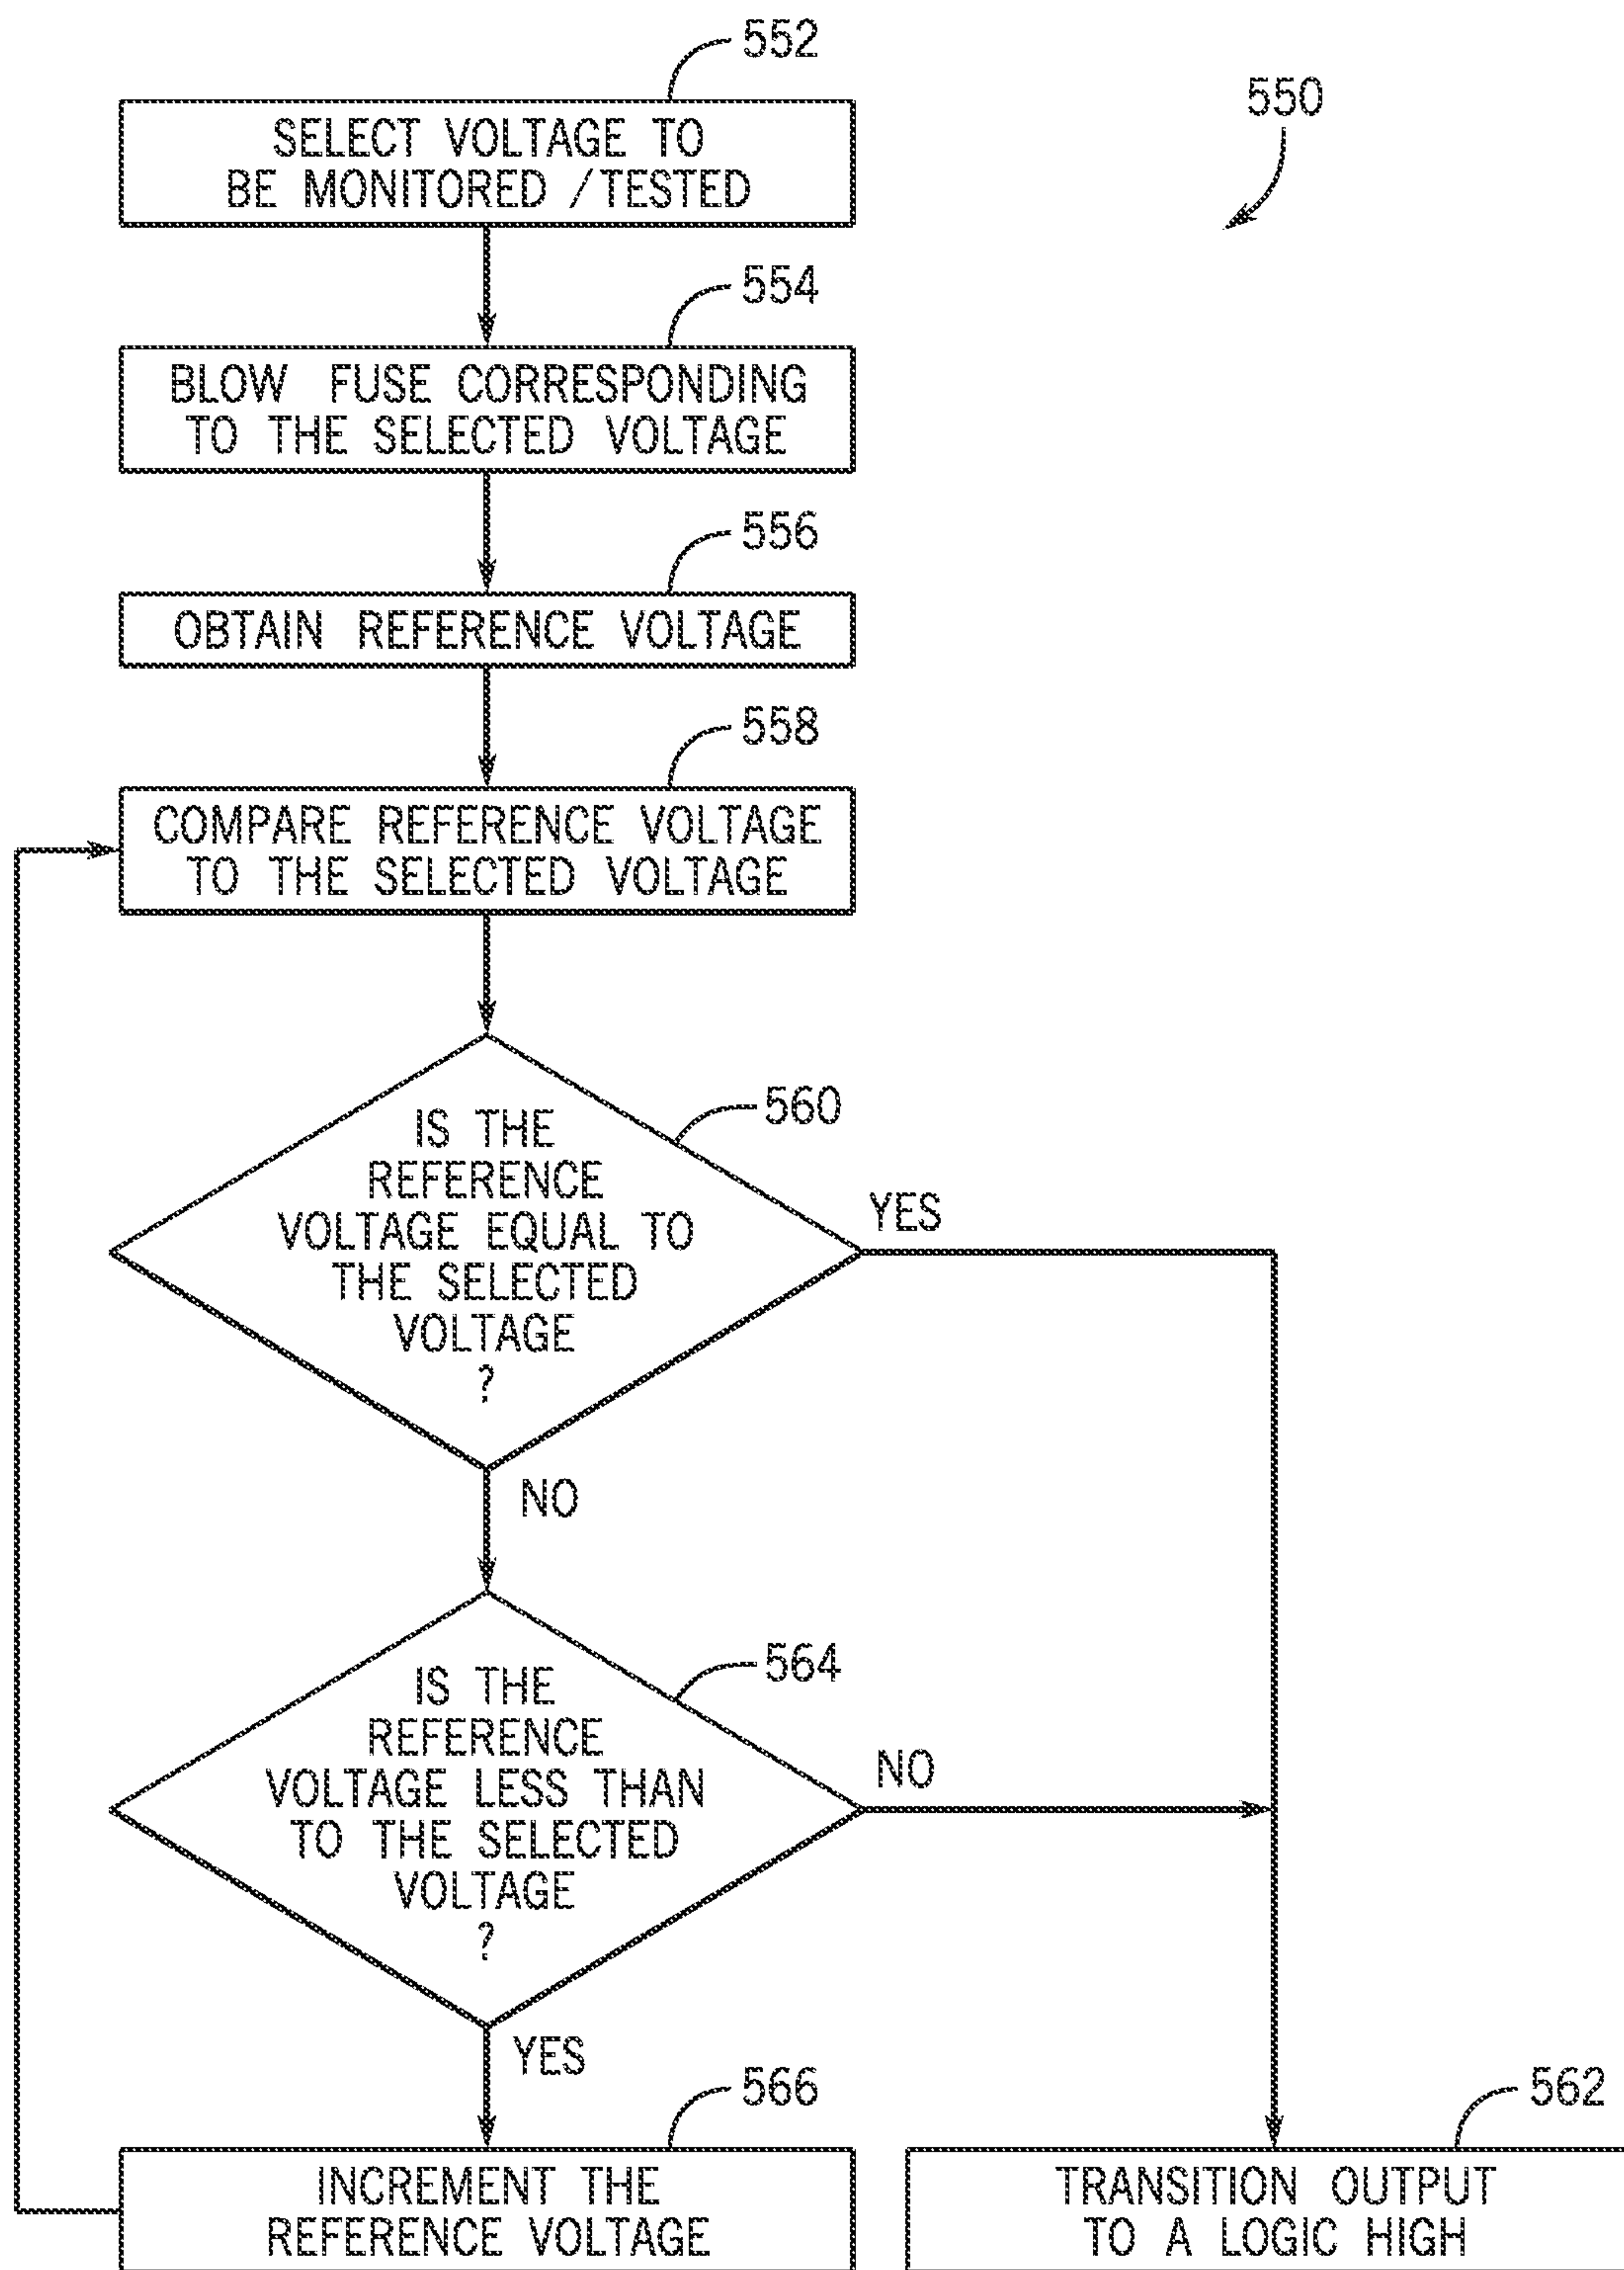 552
550
SELECT VOLTAGE TO
BE MONITORED /TESTED
554
BLOW FUSE CORRESPONDING
TO THE SELECTED VOLTAGE
556
OBTAIN REFERENCE VOLTAGE
558
COMPARE REFERENCE VOLTAGE
TO THE SELECTED VOLTAGE
560
IS THE
REFERENCE
VOLTAGE EQUAL TO
THE SELECTED
VOLTAGE
?
YES
NO
564
IS THE
REFERENCE
VOLTAGE LESS THAN
TO THE SELECTED
VOLTAGE
?
NO
YES
566
INCREMENT THE
REFERENCE VOLTAGE
562
TRANSITION OUTPUT
TO A LOGIC HIGH